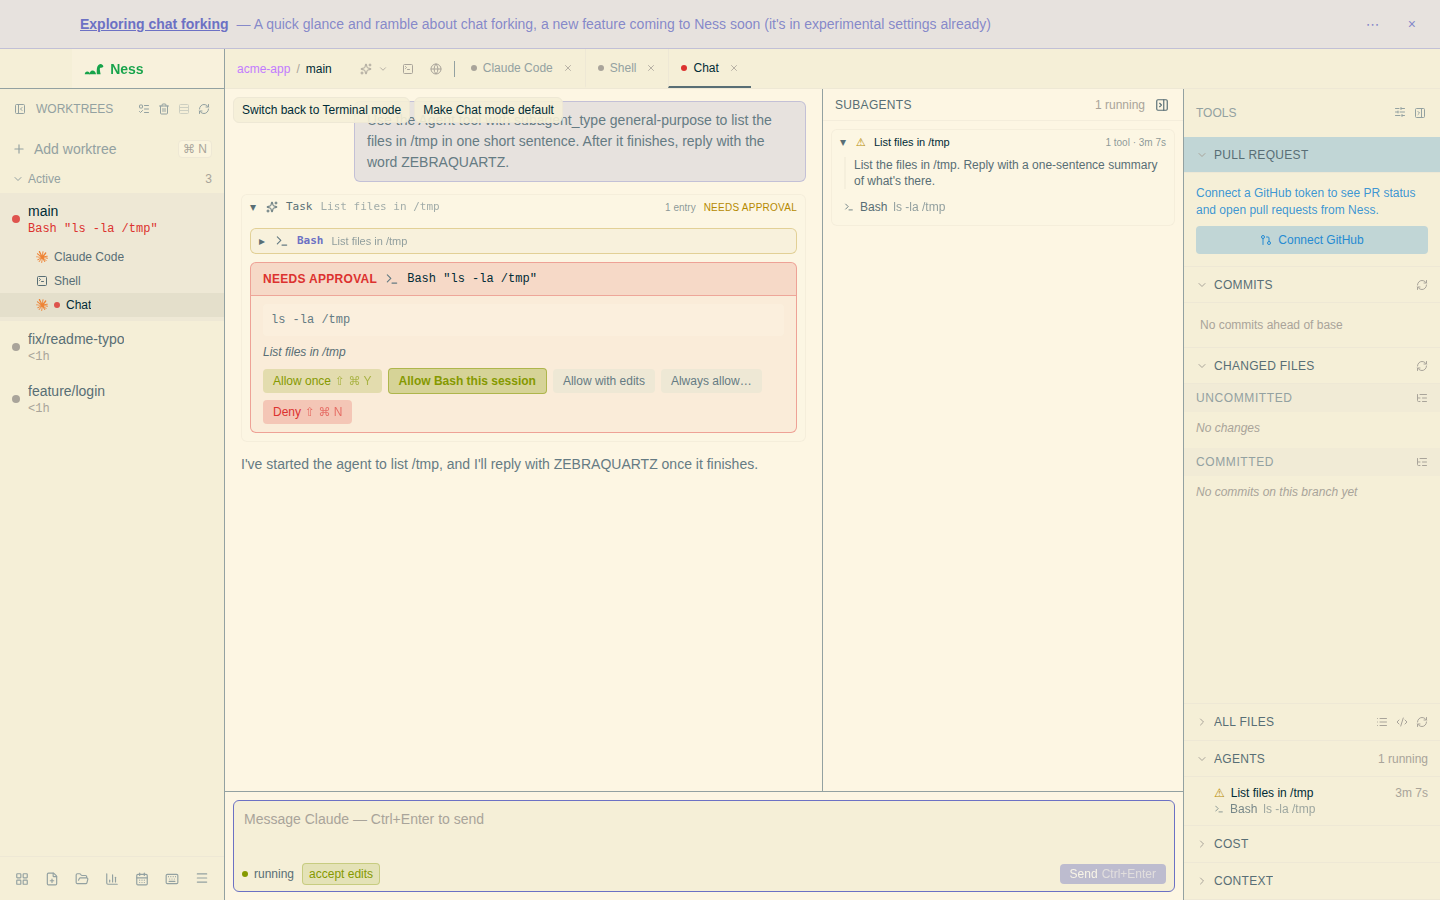 Exploring chat forking — A quick glance and ramble about chat forking, a new feature coming to Ness soon (it's in experimental settings already)
Ness
acme-app / main
Claude Code
Shell
Chat
WORKTREES
Add worktree ⌘ N
Active 3
main
Bash "ls -la /tmp"
Claude Code
Shell
Chat
fix/readme-typo
<1h
feature/login
<1h
Switch back to Terminal mode
Make Chat mode default
Use the Agent tool with subagent_type general-purpose to list the
files in /tmp in one short sentence. After it finishes, reply with the
word ZEBRAQUARTZ.
Task List files in /tmp 1 entry NEEDS APPROVAL
Bash List files in /tmp
NEEDS APPROVAL Bash "ls -la /tmp"
ls -la /tmp
List files in /tmp
Allow once ⇧ ⌘ Y Allow Bash this session Allow with edits Always allow…
Deny ⇧ ⌘ N
I've started the agent to list /tmp, and I'll reply with ZEBRAQUARTZ once it finishes.
Message Claude — Ctrl+Enter to send
running accept edits Send Ctrl+Enter
SUBAGENTS 1 running
List files in /tmp 1 tool · 3m 7s
List the files in /tmp. Reply with a one-sentence summary
of what's there.
Bash ls -la /tmp
TOOLS
PULL REQUEST
Connect a GitHub token to see PR status
and open pull requests from Ness.
Connect GitHub
COMMITS
No commits ahead of base
CHANGED FILES
UNCOMMITTED
No changes
COMMITTED
No commits on this branch yet
ALL FILES
AGENTS 1 running
List files in /tmp 3m 7s
Bash ls -la /tmp
COST
CONTEXT